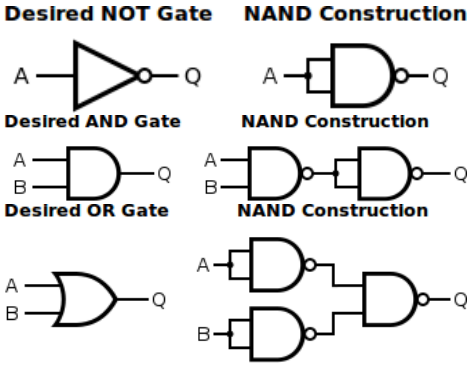 Desired NOT Gate NAND Construction
A Q A Q
Desired AND Gate NAND Construction
A
B Q A
B Q
Desired OR Gate NAND Construction
A
B Q A
B Q